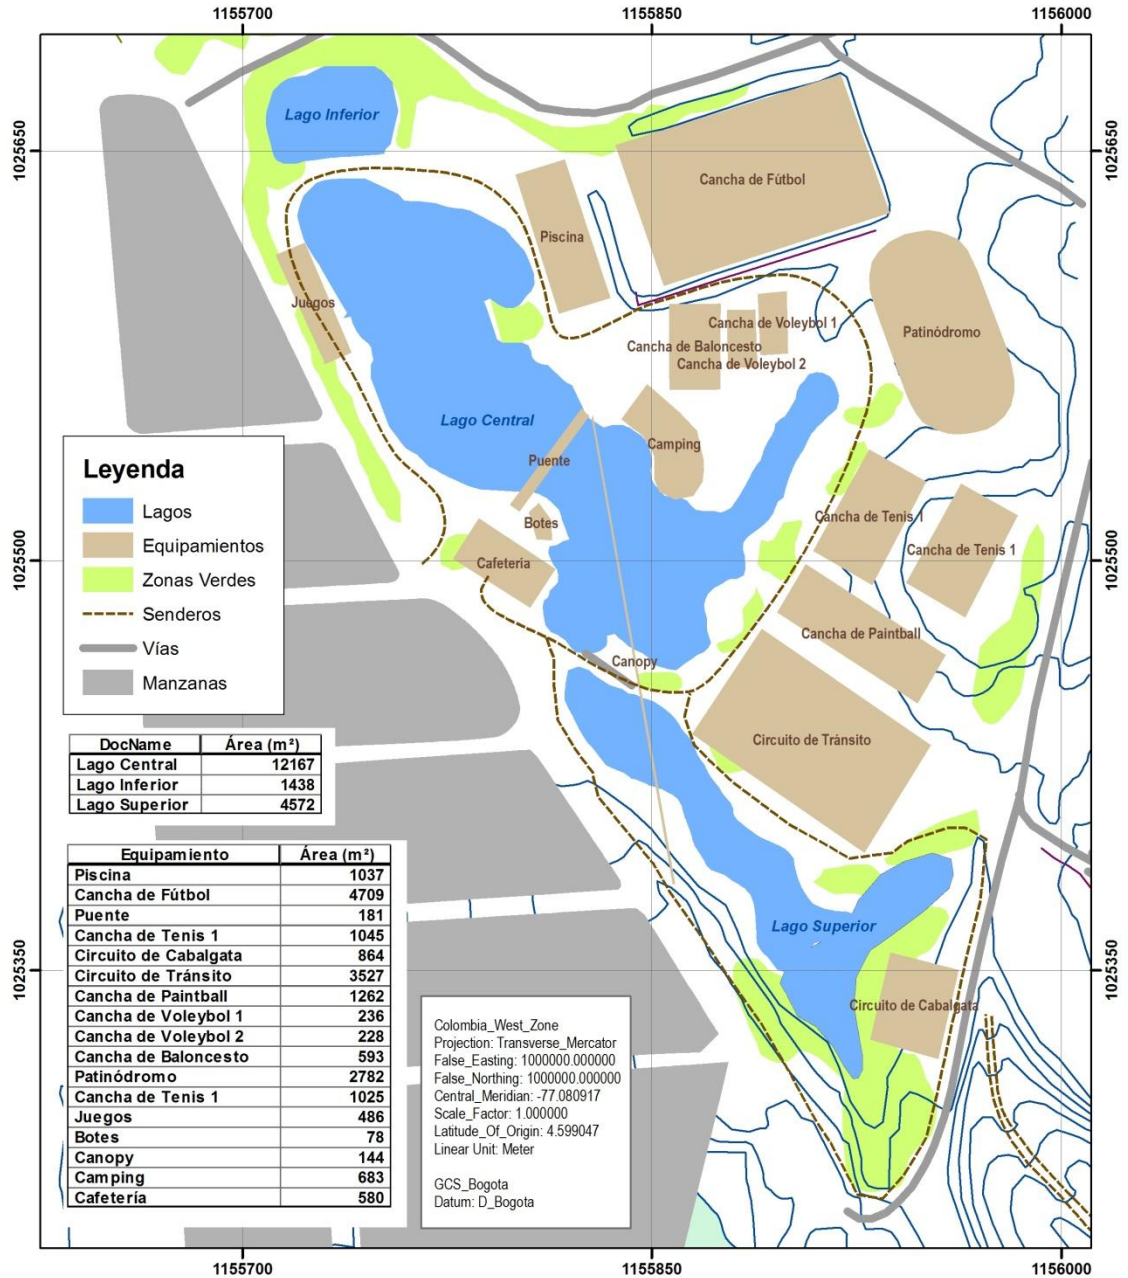 1155700 1155850 1156000
1025650 1025650
Lago Inferior
Cancha de Fútbol
Piscina
Juegos
Cancha de Voleybol 1
Patinódromo
Cancha de Baloncesto
Cancha de Voleybol 2
Lago Central
Camping
Puente
Botes
Cancha de Tenis 1
Cafetería
Cancha de Tenis 1
1025500 1025500
Cancha de Paintball
Canopy
Circuito de Tránsito
Lago Superior
Circuito de Cabalgata
1025350 1025350
Leyenda
Lagos
Equipamientos
Zonas Verdes
Senderos
Vías
Manzanas
DocName Área (m²)
Lago Central 12167
Lago Inferior 1438
Lago Superior 4572
Equipamiento Área (m²)
Piscina 1037
Cancha de Fútbol 4709
Puente 181
Cancha de Tenis 1 1045
Circuito de Cabalgata 864
Circuito de Tránsito 3527
Cancha de Paintball 1262
Cancha de Voleybol 1 236
Cancha de Voleybol 2 228
Cancha de Baloncesto 593
Patinódromo 2782
Cancha de Tenis 1 1025
Juegos 486
Botes 78
Canopy 144
Camping 683
Cafetería 580
Colombia_West_Zone
Projection: Transverse_Mercator
False_Easting: 1000000.000000
False_Northing: 1000000.000000
Central_Meridian: -77.080917
Scale_Factor: 1.000000
Latitude_Of_Origin: 4.599047
Linear Unit: Meter
GCS_Bogota
Datum: D_Bogota
1155700 1155850 1156000